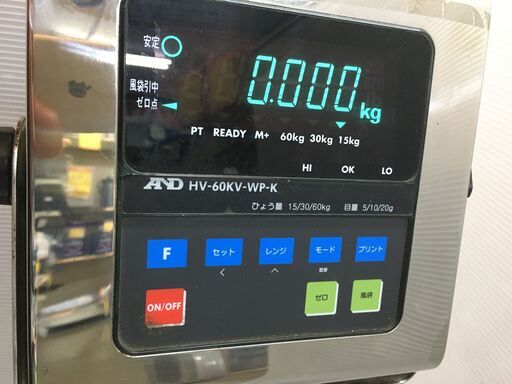 安定
0.000 kg
風袋引中
ゼロ点
PT READY M+ 60kg 30kg 15kg
HI OK LO
AND HV-60KV-WP-K
ひょう量 15/30/60kg 目量 5/10/20g
F セット レンジ モード プリント
登録
ON/OFF ゼロ 風袋